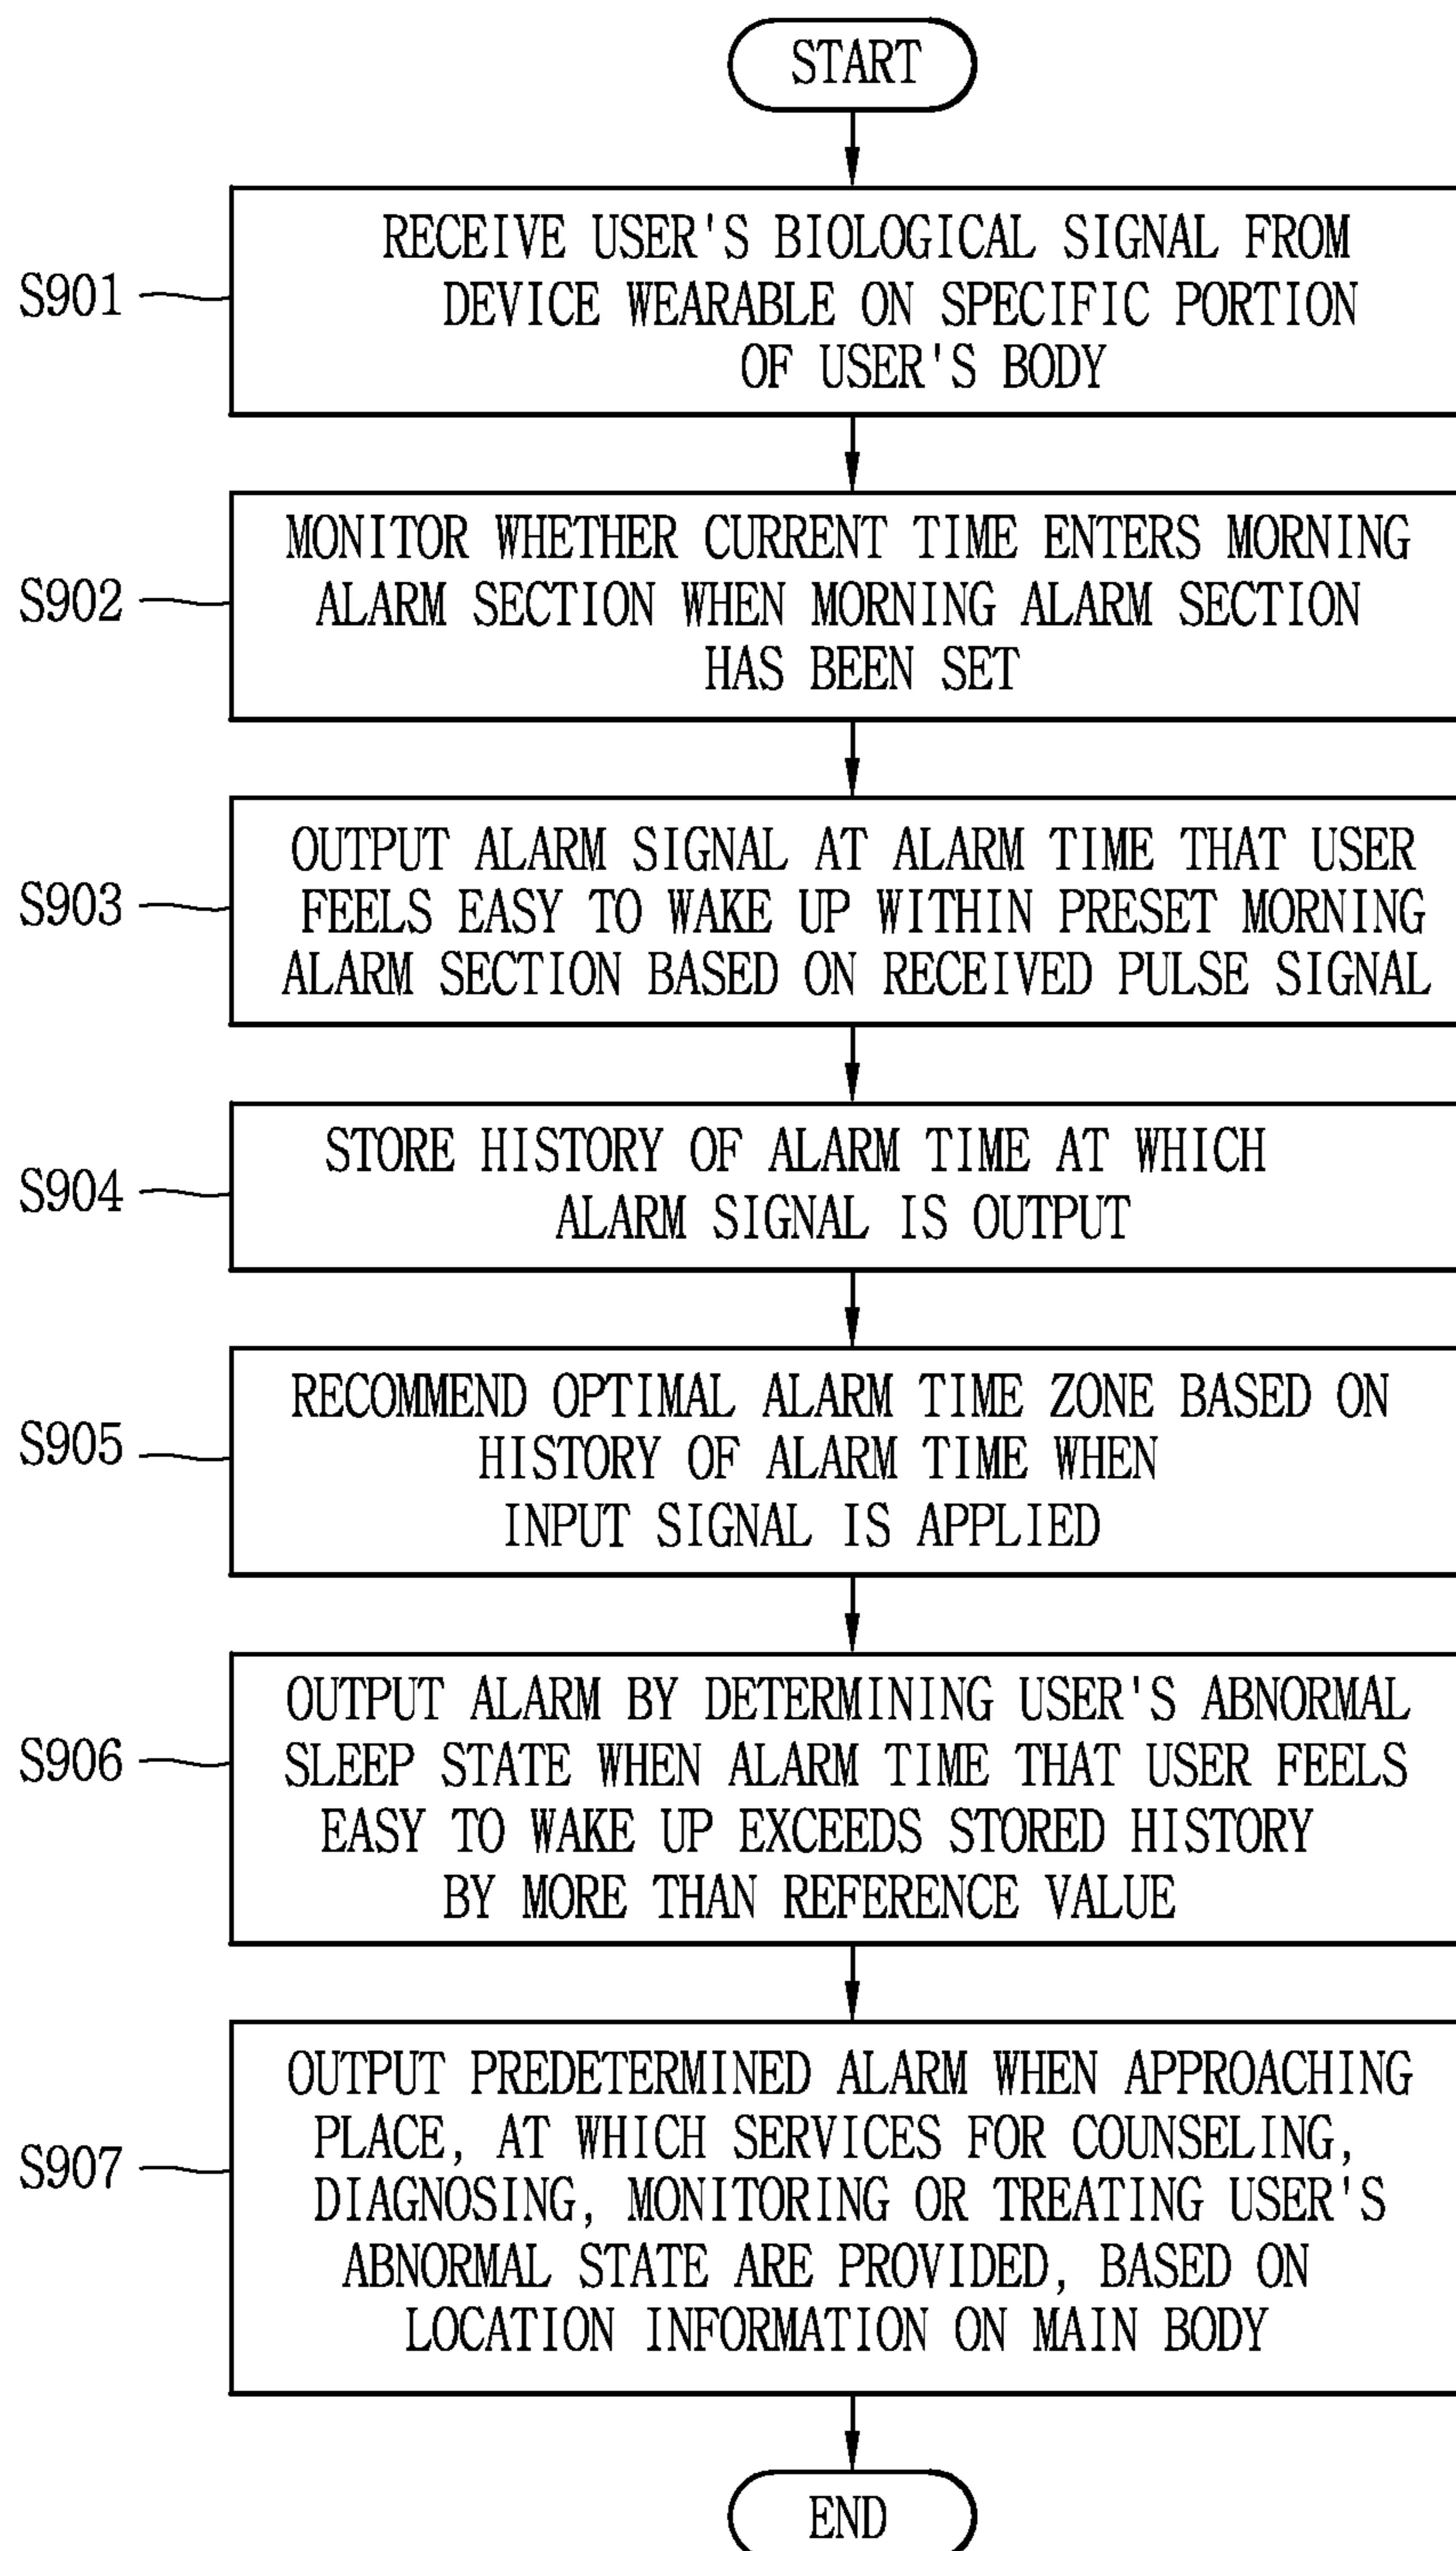 START
S901
RECEIVE USER'S BIOLOGICAL SIGNAL FROM
DEVICE WEARABLE ON SPECIFIC PORTION
OF USER'S BODY
S902
MONITOR WHETHER CURRENT TIME ENTERS MORNING
ALARM SECTION WHEN MORNING ALARM SECTION
HAS BEEN SET
S903
OUTPUT ALARM SIGNAL AT ALARM TIME THAT USER
FEELS EASY TO WAKE UP WITHIN PRESET MORNING
ALARM SECTION BASED ON RECEIVED PULSE SIGNAL
S904
STORE HISTORY OF ALARM TIME AT WHICH
ALARM SIGNAL IS OUTPUT
S905
RECOMMEND OPTIMAL ALARM TIME ZONE BASED ON
HISTORY OF ALARM TIME WHEN
INPUT SIGNAL IS APPLIED
S906
OUTPUT ALARM BY DETERMINING USER'S ABNORMAL
SLEEP STATE WHEN ALARM TIME THAT USER FEELS
EASY TO WAKE UP EXCEEDS STORED HISTORY
BY MORE THAN REFERENCE VALUE
S907
OUTPUT PREDETERMINED ALARM WHEN APPROACHING
PLACE, AT WHICH SERVICES FOR COUNSELING,
DIAGNOSING, MONITORING OR TREATING USER'S
ABNORMAL STATE ARE PROVIDED, BASED ON
LOCATION INFORMATION ON MAIN BODY
END